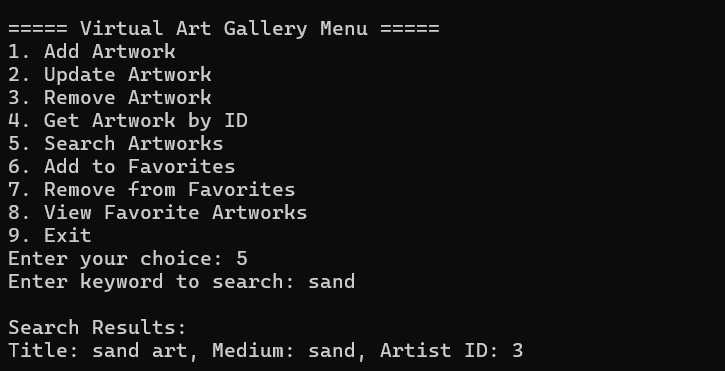 ===== Virtual Art Gallery Menu =====
1. Add Artwork
2. Update Artwork
3. Remove Artwork
4. Get Artwork by ID
5. Search Artworks
6. Add to Favorites
7. Remove from Favorites
8. View Favorite Artworks
9. Exit
Enter your choice: 5
Enter keyword to search: sand
Search Results:
Title: sand art, Medium: sand, Artist ID: 3